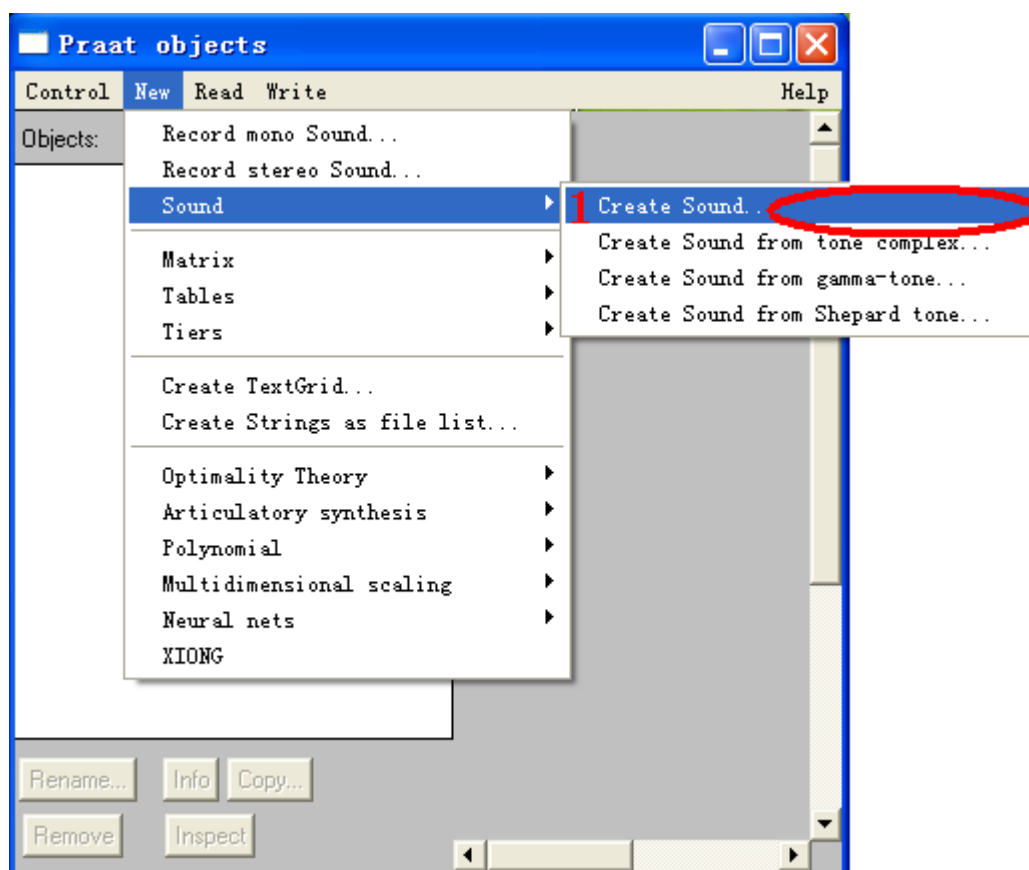 Praat objects
Control New Read Write Help
Objects:
Record mono Sound...
Record stereo Sound...
Sound
1 Create Sound..
Create Sound from tone complex...
Create Sound from gamma-tone...
Create Sound from Shepard tone...
Matrix
Tables
Tiers
Create TextGrid...
Create Strings as file list...
Optimality Theory
Articulatory synthesis
Polynomial
Multidimensional scaling
Neural nets
XIONG
Rename... Info Copy...
Remove Inspect